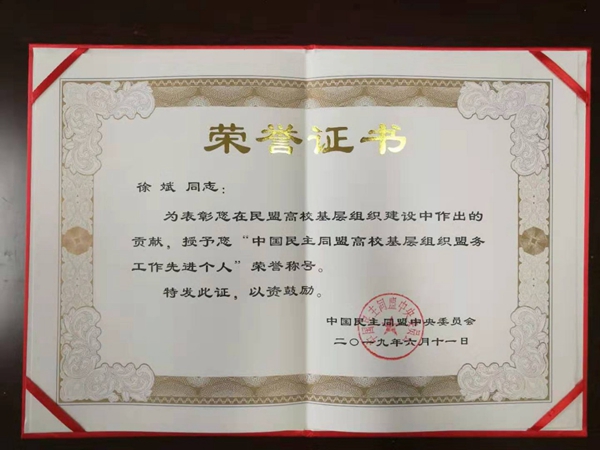 荣誉证书
徐斌 同志：
为表彰您在民盟高校基层组织建设中作出的
贡献，授予您“中国民主同盟高校基层组织盟务
工作先进个人”荣誉称号。
特发此证，以资鼓励。
中国民主同盟中央委员会
二〇一九年六月十一日